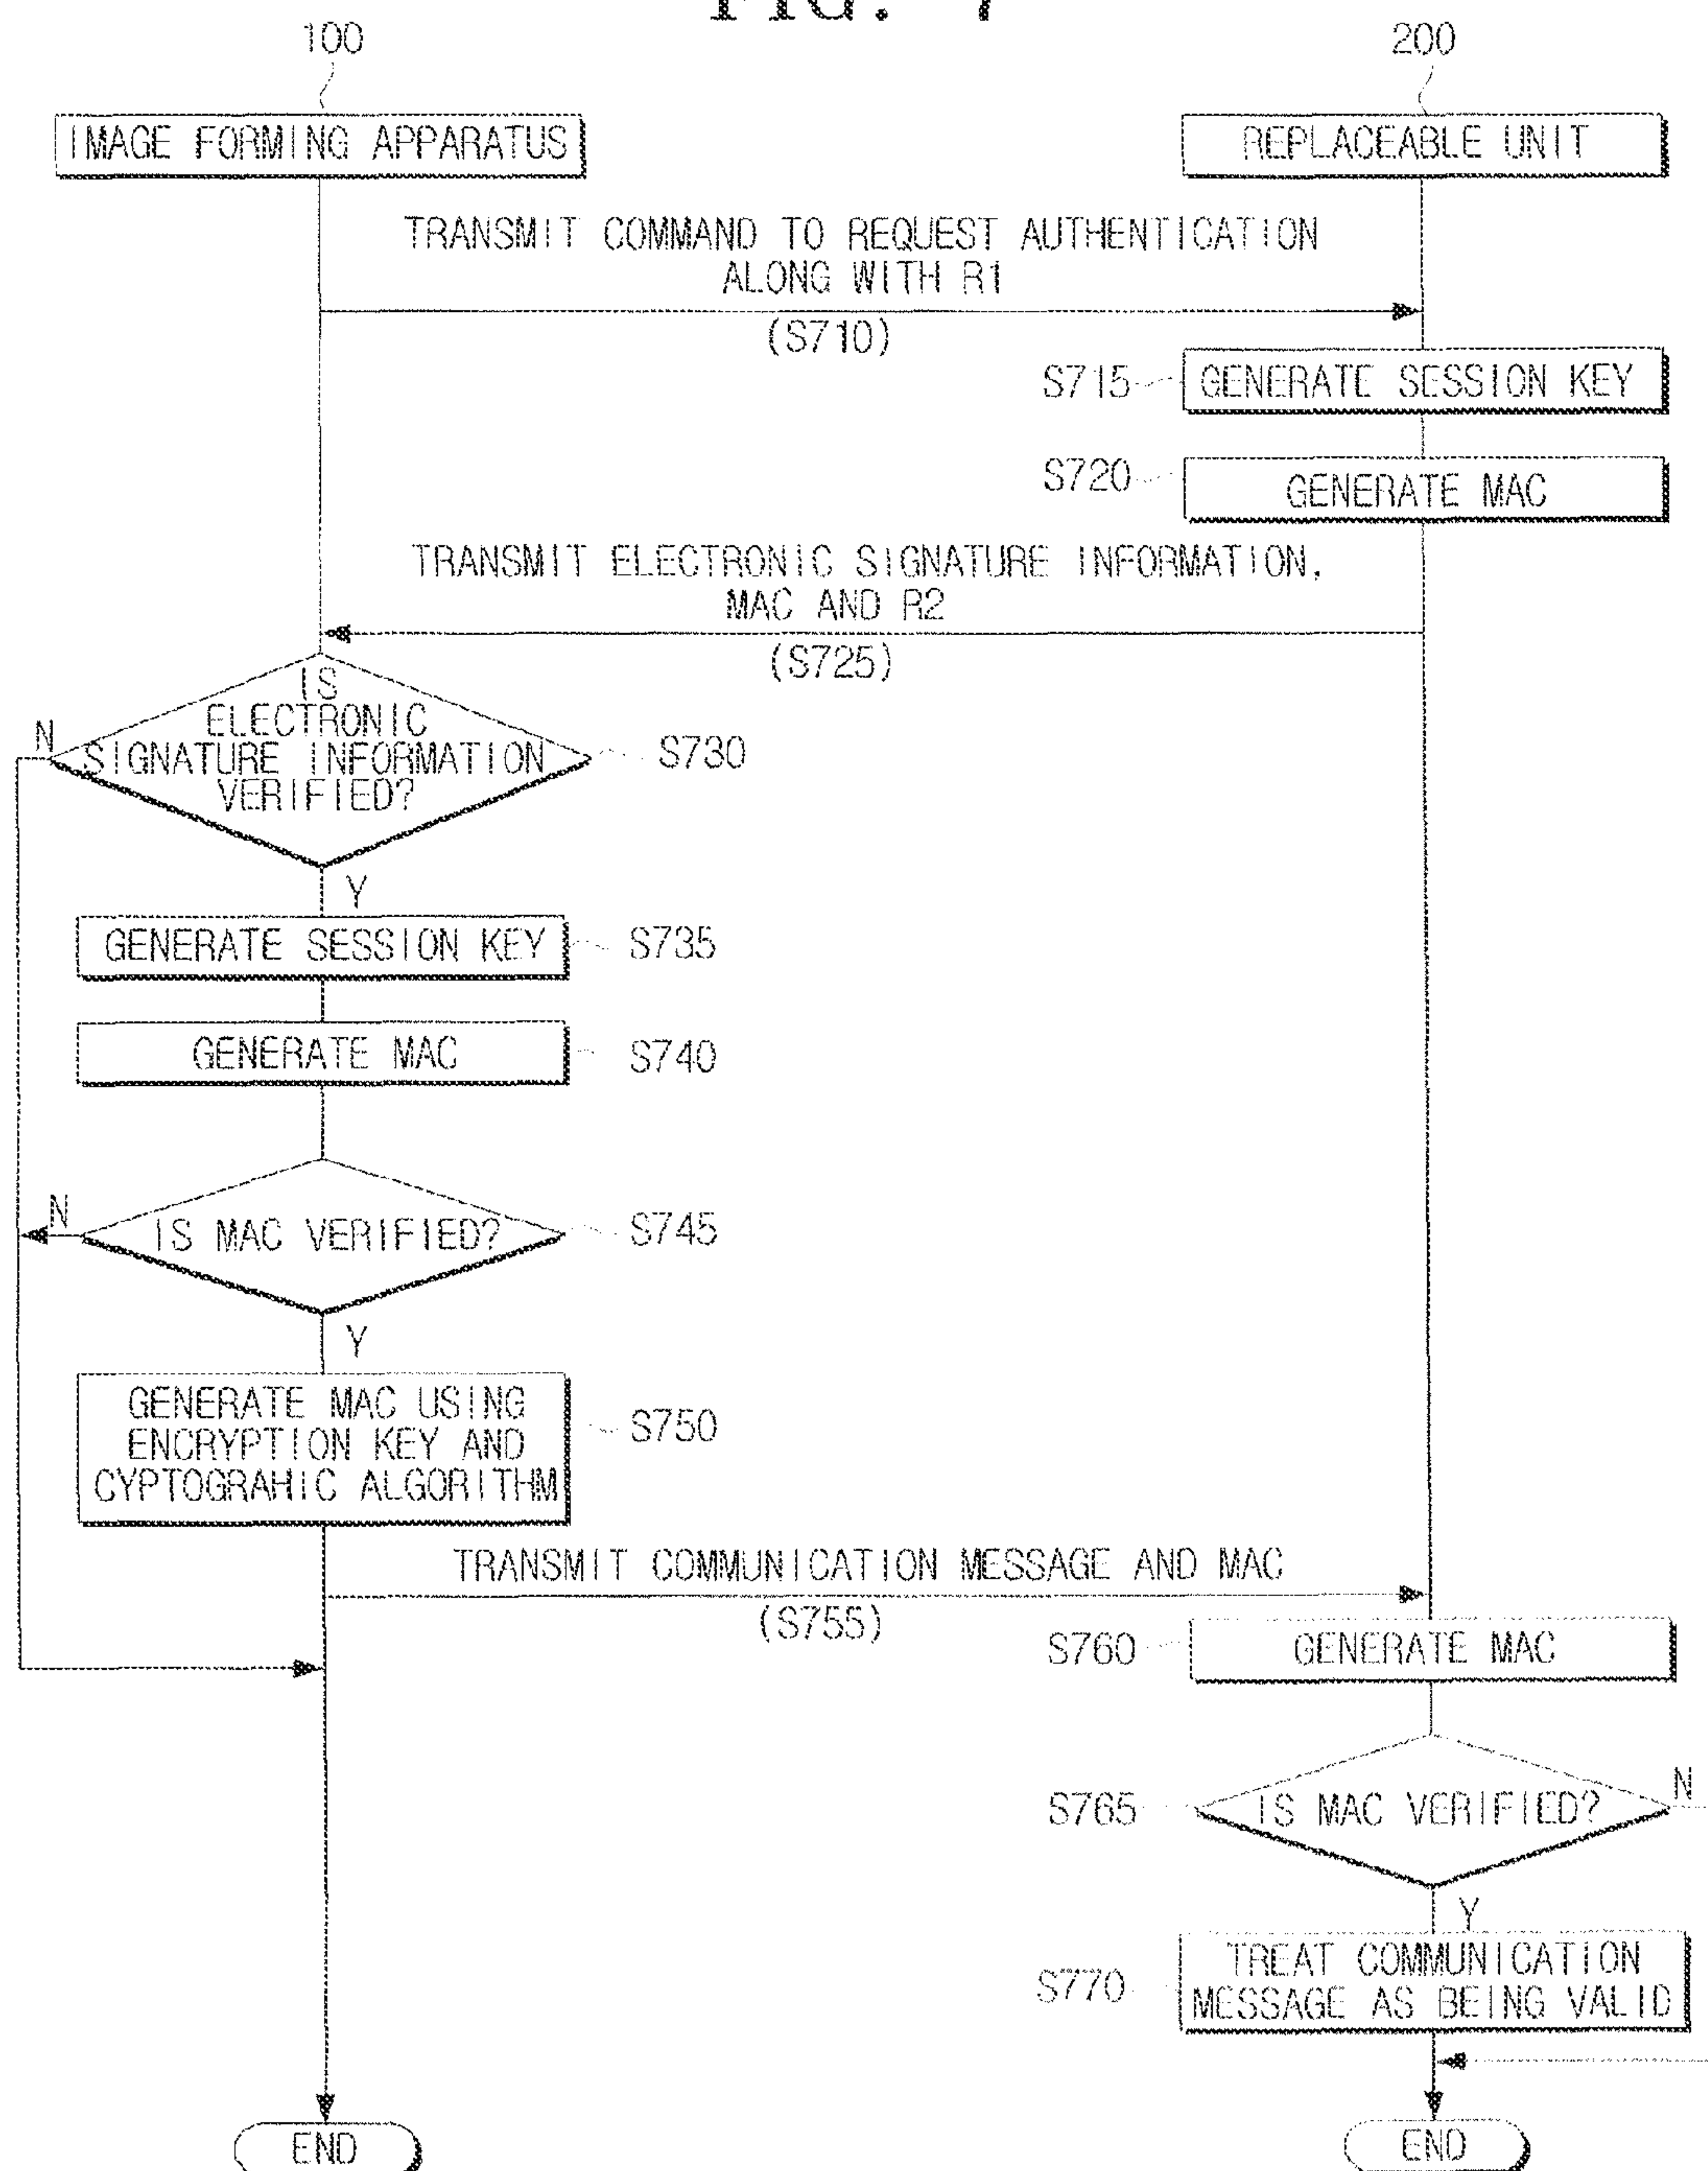 FIG. 7
100
200
IMAGE FORMING APPARATUS
REPLACEABLE UNIT
TRANSMIT COMMAND TO REQUEST AUTHENTICATION
ALONG WITH R1
(S710)
S715
GENERATE SESSION KEY
S720
GENERATE MAC
TRANSMIT ELECTRONIC SIGNATURE INFORMATION,
MAC AND R2
(S725)
IS
ELECTRONIC
SIGNATURE INFORMATION
VERIFIED?
N
S730
Y
GENERATE SESSION KEY
S735
GENERATE MAC
S740
N
IS MAC VERIFIED?
S745
Y
GENERATE MAC USING
ENCRYPTION KEY AND
CYPTOGRAHIC ALGORITHM
S750
TRANSMIT COMMUNICATION MESSAGE AND MAC
(S755)
S760
GENERATE MAC
S765
IS MAC VERIFIED?
N
Y
S770
TREAT COMMUNICATION
MESSAGE AS BEING VALID
END
END